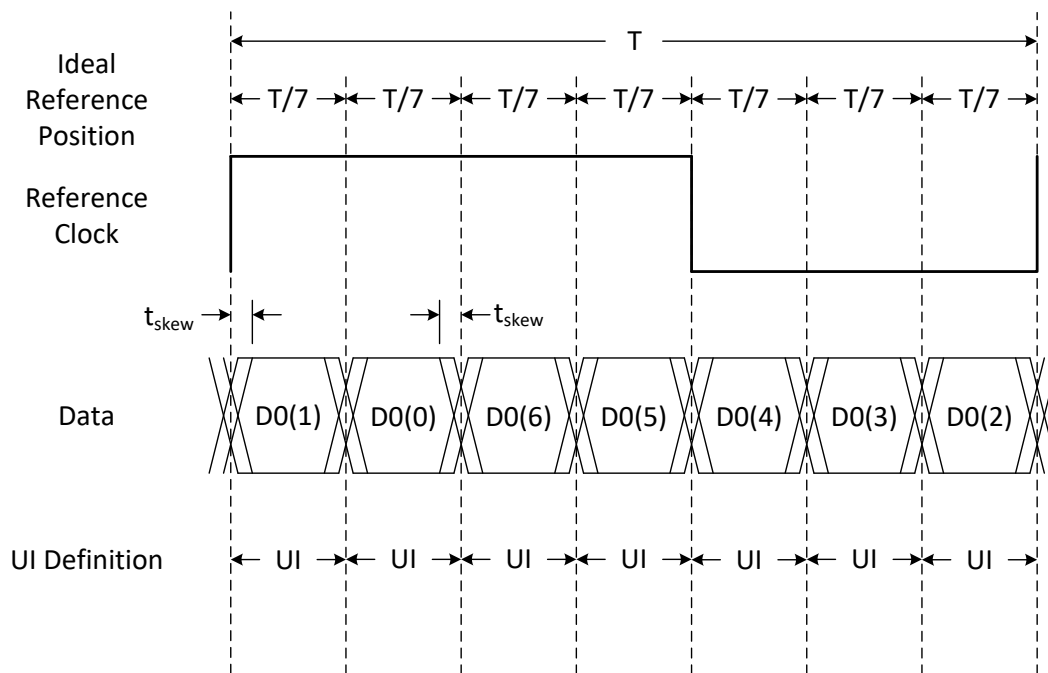 T
Ideal
Reference
Position
T/7 T/7 T/7 T/7 T/7 T/7 T/7
Reference
Clock
tskew tskew
Data D0(1) D0(0) D0(6) D0(5) D0(4) D0(3) D0(2)
UI Definition UI UI UI UI UI UI UI